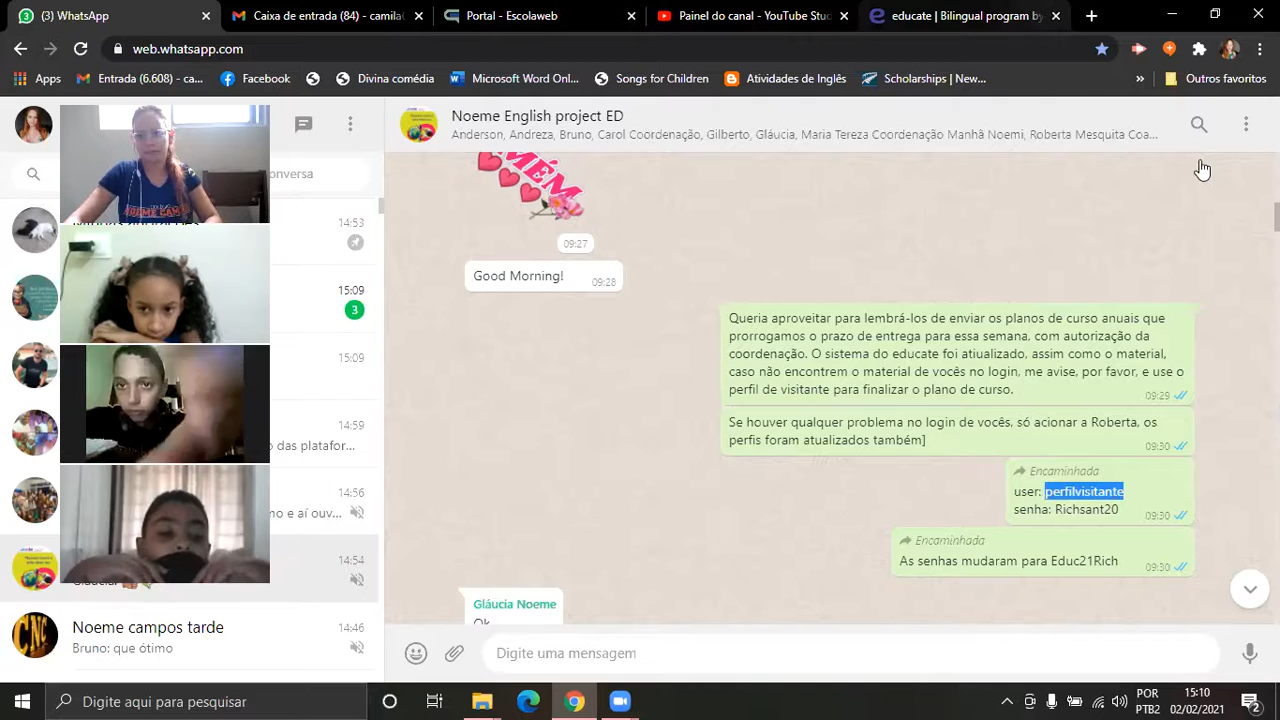 (3) WhatsApp
Caixa de entrada (84) - camila
Portal - Escolaweb
Painel do canal - YouTube Stu
educate | Bilingual program by
web.whatsapp.com
Apps
Entrada (6.608) - ca...
Facebook
Divina comédia
Microsoft Word Onl...
Songs for Children
Atividades de Inglês
Scholarships | New...
»
Outros favoritos
Noeme English project ED
Anderson, Andreza, Bruno, Carol Coordenação, Gilberto, Gláucia, Maria Tereza Coordenação Manhã Noemi, Roberta Mesquita Coa...
onversa
14:53
15:09
3
15:09
14:59
o das platafor...
14:56
mo e aí ouv...
14:54
Noeme campos tarde
14:46
Bruno: que ótimo
NOEME CAM
CNC
MÉM
09:27
Good Morning!
09:28
Queria aproveitar para lembrá-los de enviar os planos de curso anuais que
prorrogamos o prazo de entrega para essa semana, com autorização da
coordenação. O sistema do educate foi atiualizado, assim como o material,
caso não encontrem o material de vocês no login, me avise, por favor, e use o
perfil de visitante para finalizar o plano de curso.
09:29
Se houver qualquer problema no login de vocês, só acionar a Roberta, os
perfis foram atualizados também]
09:30
Encaminhada
user: perfilvisitante
senha: Richsant20
09:30
Encaminhada
As senhas mudaram para Educ21Rich
09:30
Gláucia Noeme
Ok
Digite uma mensagem
Digite aqui para pesquisar
POR
PTB2
15:10
02/02/2021
2